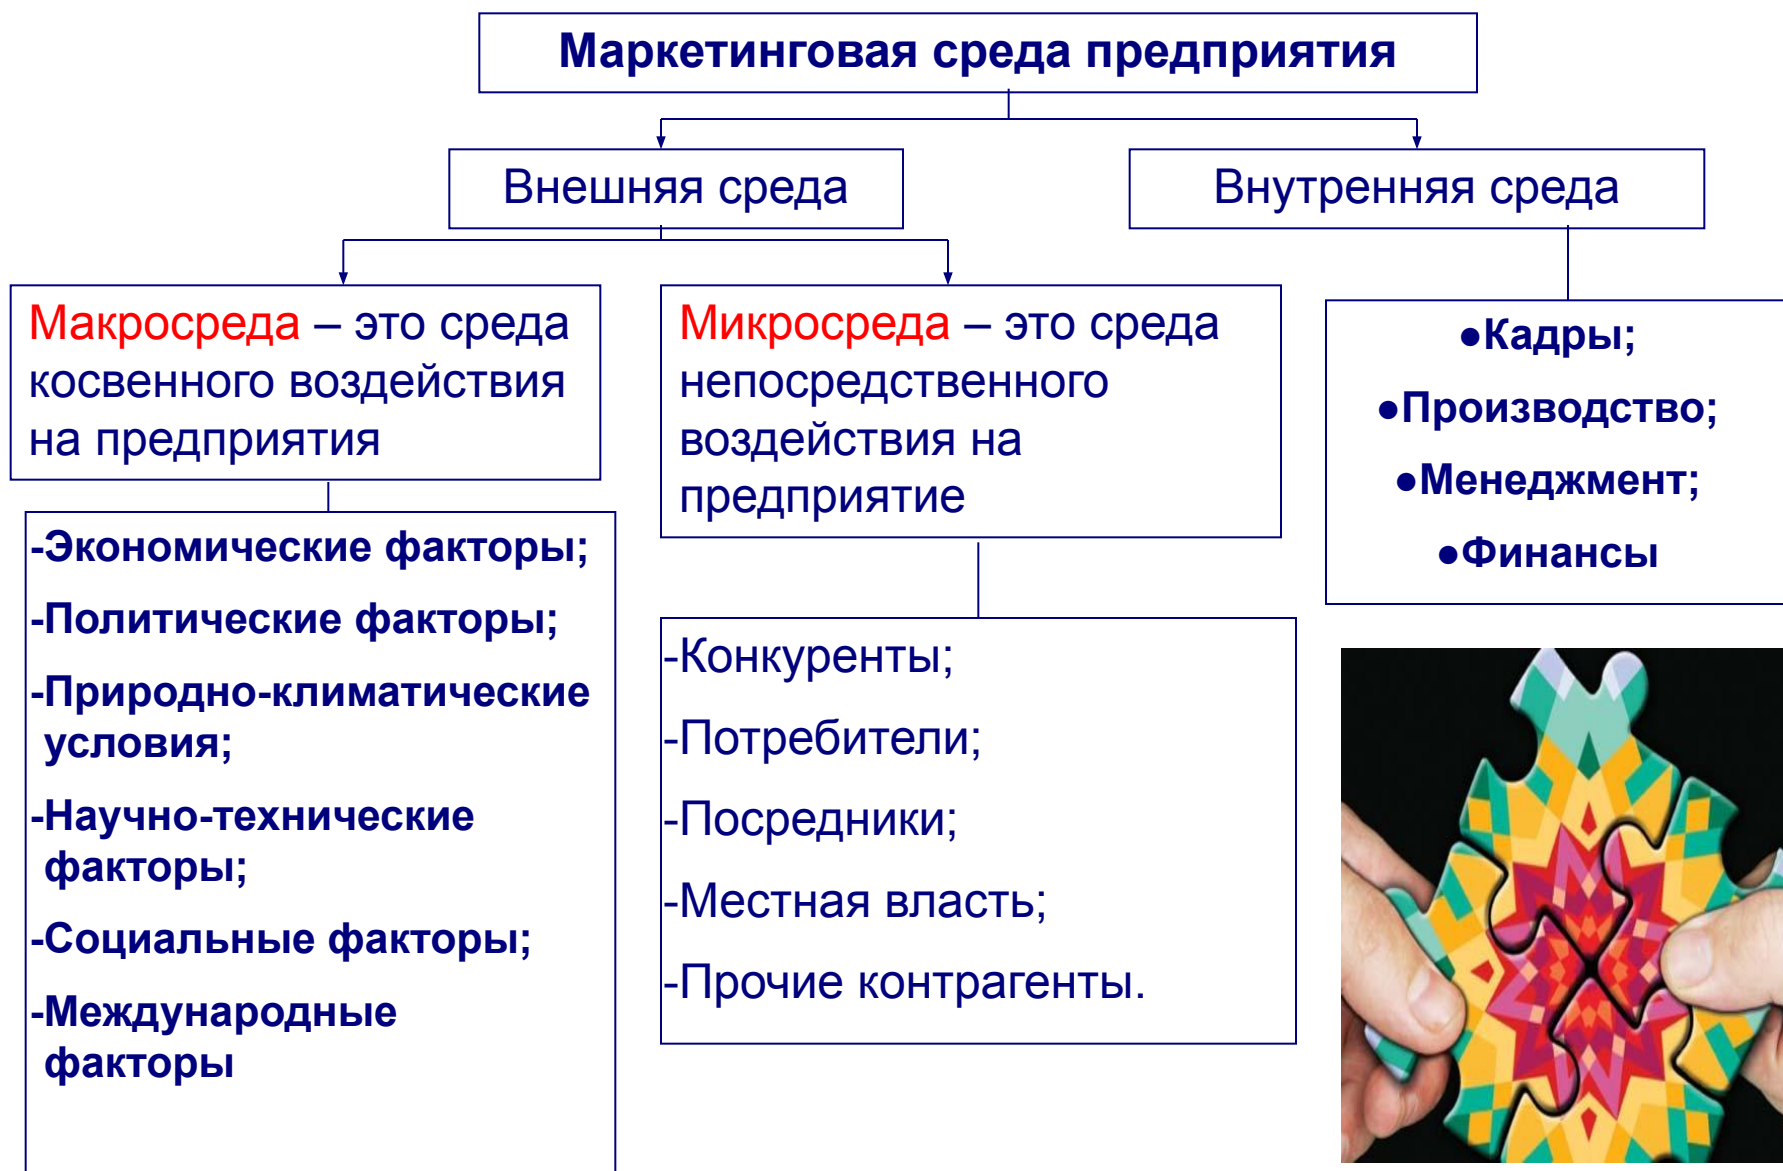 Маркетинговая среда предприятия
Внешняя среда
Внутренняя среда
Макросреда – это среда
косвенного воздействия
на предприятия
Микросреда – это среда
непосредственного
воздействия на
предприятие
●Кадры;
●Производство;
●Менеджмент;
●Финансы
-Экономические факторы;
-Политические факторы;
-Природно-климатические
условия;
-Научно-технические
факторы;
-Социальные факторы;
-Международные
факторы
-Конкуренты;
-Потребители;
-Посредники;
-Местная власть;
-Прочие контрагенты.